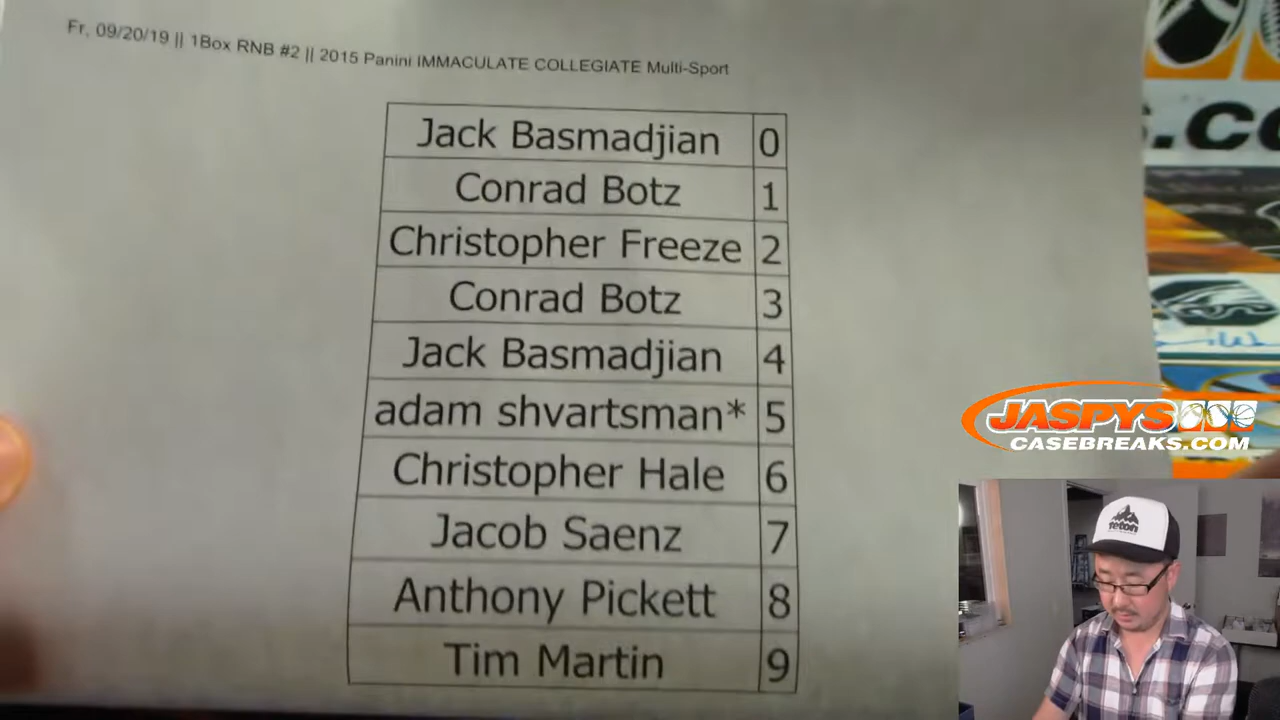 Fr, 09/20/19 || 1Box RNB #2 || 2015 Panini IMMACULATE COLLEGIATE Multi-Sport
Jack Basmadjian 0
Conrad Botz 1
Christopher Freeze 2
Conrad Botz 3
Jack Basmadjian 4
adam shvartsman* 5
Christopher Hale 6
Jacob Saenz 7
Anthony Pickett 8
Tim Martin 9
.co
JASPYS
CASEBREAKS.COM
teton